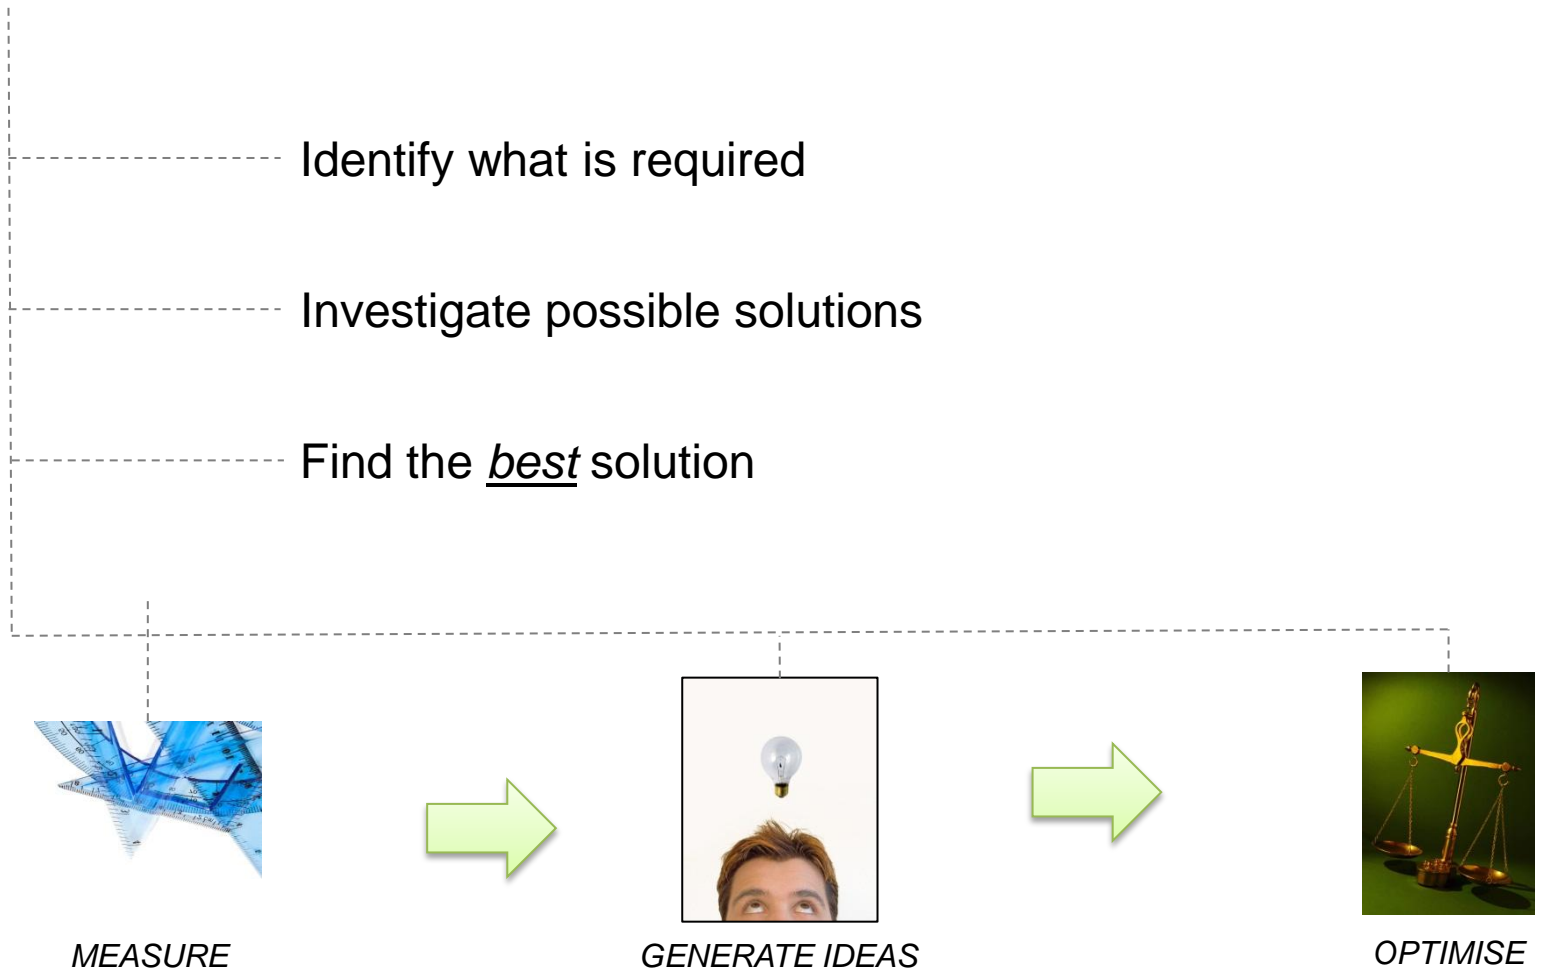 Identify what is required
Investigate possible solutions
Find the best solution
MEASURE
GENERATE IDEAS
OPTIMISE